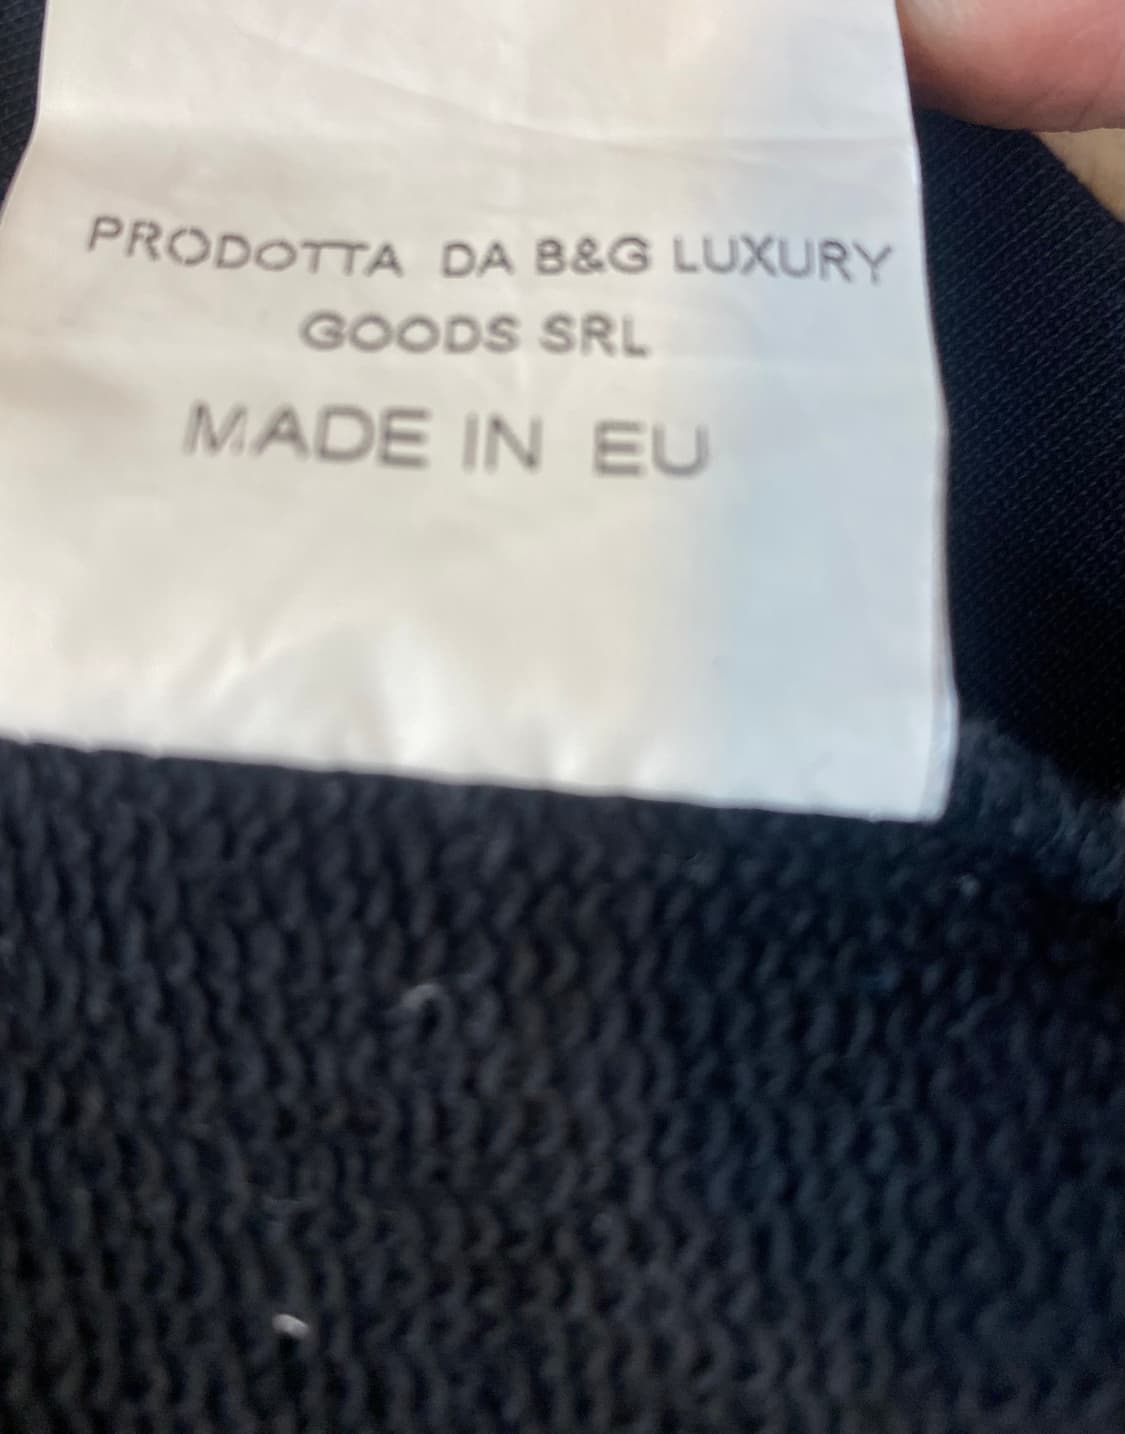 PRODOTTA DA B&G LUXURY
GOODS SRL
MADE IN EU